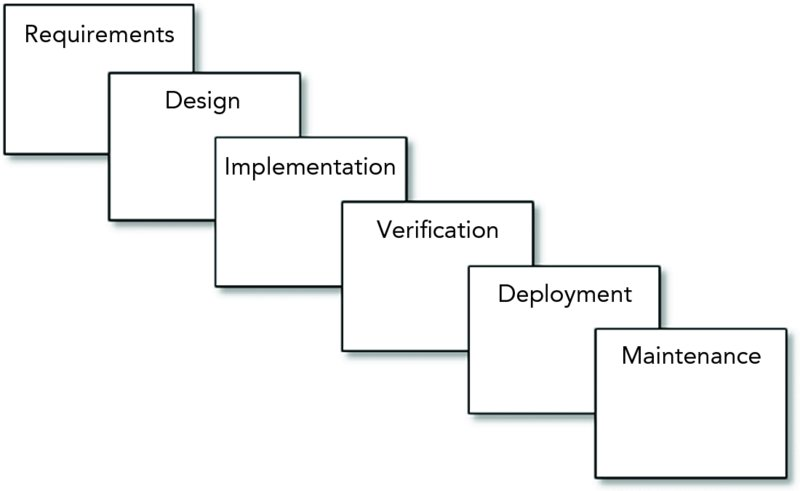 Requirements
Design
Implementation
Verification
Deployment
Maintenance